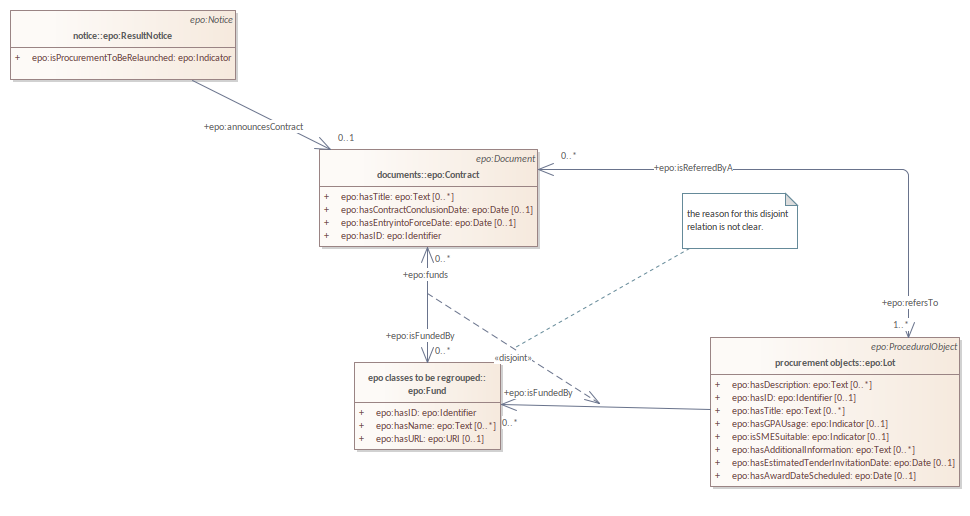 epo:Notice
notice::epo:ResultNotice
+ epo:isProcurementToBeRelaunched: epo:Indicator
+epo:announcesContract
0..1
epo:Document
documents::epo:Contract
+ epo:hasTitle: epo:Text [0..*]
+ epo:hasContractConclusionDate: epo:Date [0..1]
+ epo:hasEntryintoForceDate: epo:Date [0..1]
+ epo:hasID: epo:Identifier
0..*
+epo:isReferredByA
the reason for this disjoint
relation is not clear.
0..*
+epo:funds
+epo:refersTo
1..*
+epo:isFundedBy
0..*
«disjoint»
epo:ProceduralObject
procurement objects::epo:Lot
+ epo:hasDescription: epo:Text [0..*]
+ epo:hasID: epo:Identifier [0..1]
+ epo:hasTitle: epo:Text [0..*]
+ epo:hasGPAUsage: epo:Indicator [0..1]
+ epo:isSMESuitable: epo:Indicator [0..1]
+ epo:hasAdditionalInformation: epo:Text [0..*]
+ epo:hasEstimatedTenderInvitationDate: epo:Date [0..1]
+ epo:hasAwardDateScheduled: epo:Date [0..1]
epo classes to be regrouped::
epo:Fund
+ epo:hasID: epo:Identifier
+ epo:hasName: epo:Text [0..*]
+ epo:hasURL: epo:URI [0..1]
+epo:isFundedBy
0..*